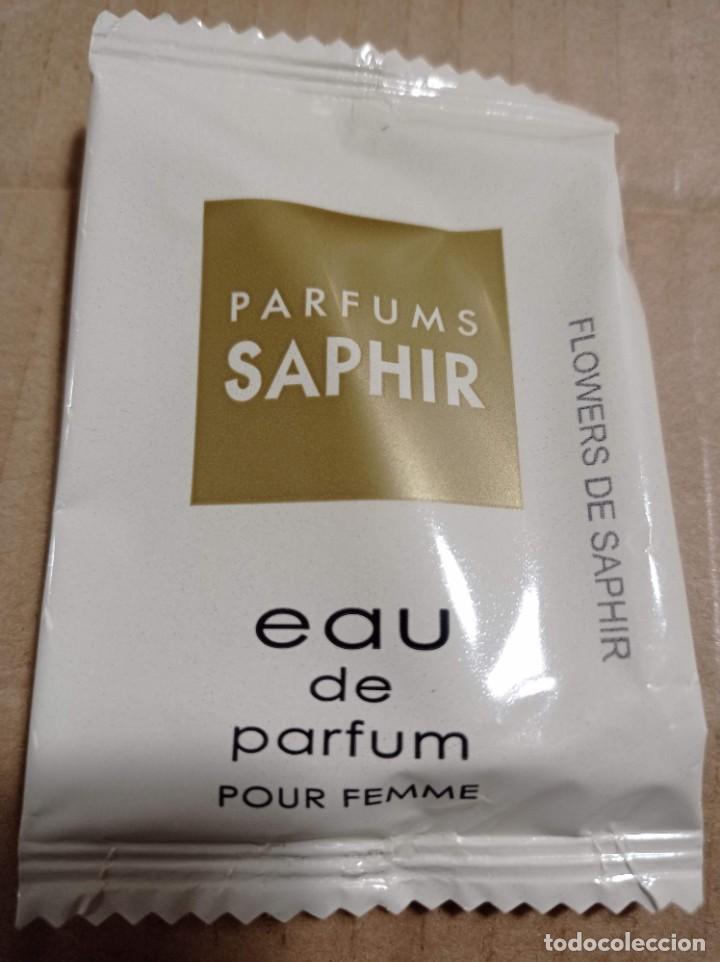 PARFUMS
SAPHIR
FLOWERS DE SAPHIR
eau
de
parfum
POUR FEMME
todocoleccion